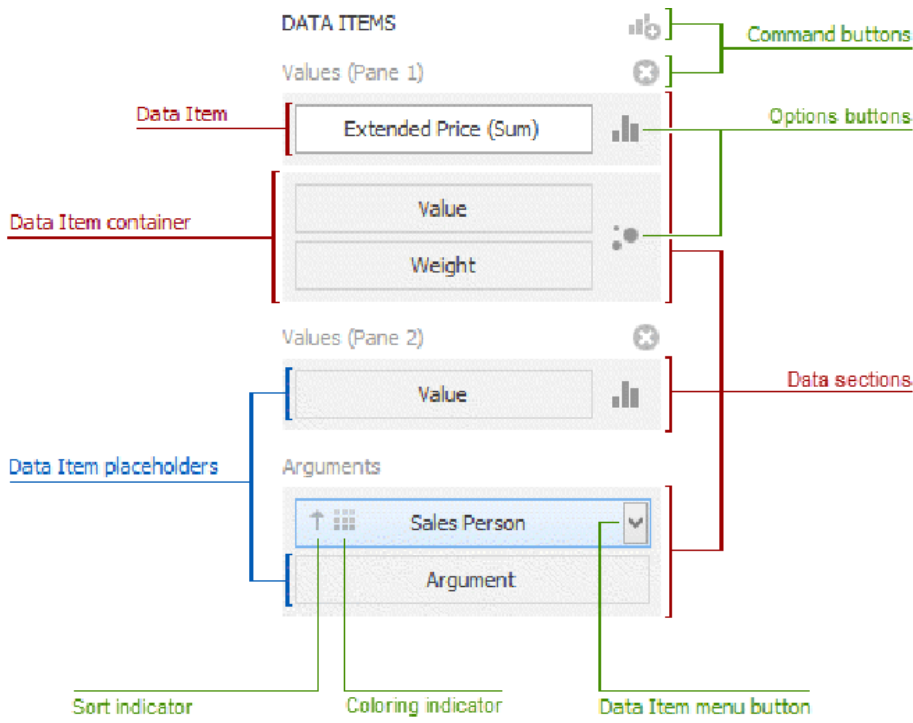 DATA ITEMS
Command buttons
Values (Pane 1)
Data Item
Extended Price (Sum)
Options buttons
Data Item container
Value
Weight
Values (Pane 2)
Value
Data sections
Data Item placeholders
Arguments
Sales Person
Argument
Sort indicator
Coloring indicator
Data Item menu button